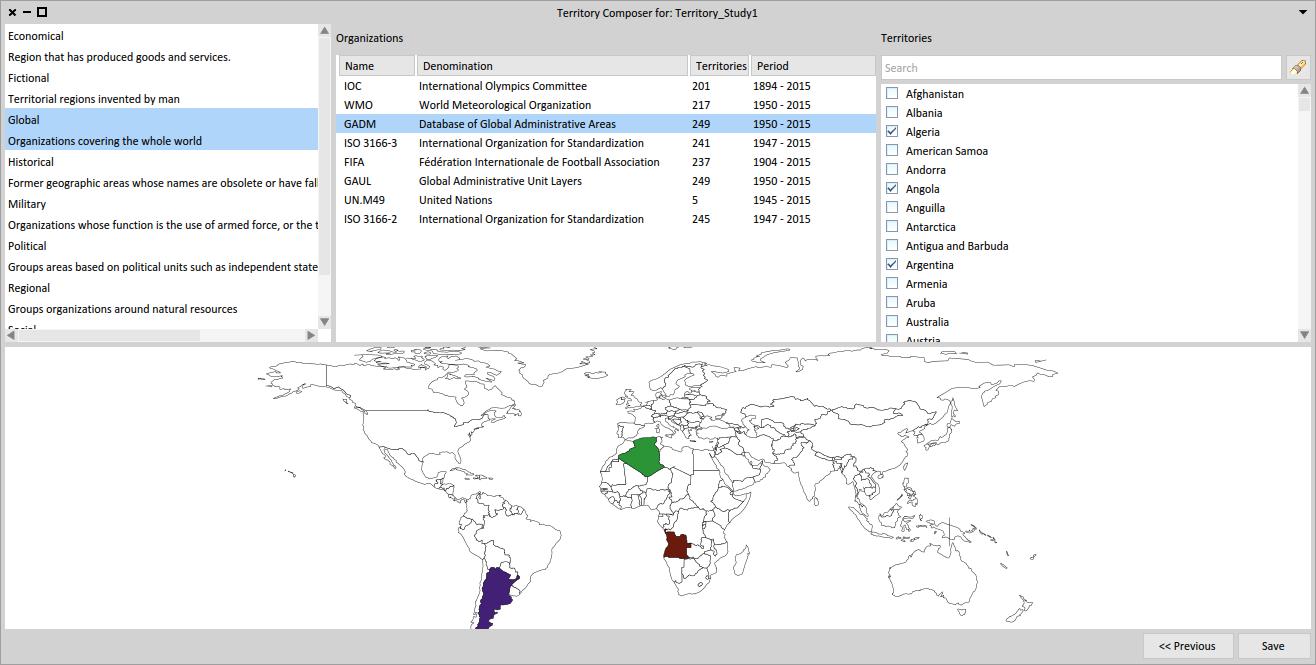 Territory Composer for: Territory_Study1
Economical
Region that has produced goods and services.
Fictional
Territorial regions invented by man
Global
Organizations covering the whole world
Historical
Former geographic areas whose names are obsolete or have fall
Military
Organizations whose function is the use of armed force, or the t
Political
Groups areas based on political units such as independent state
Regional
Groups organizations around natural resources
Social
Organizations
Name Denomination Territories Period
IOC International Olympics Committee 201 1894 - 2015
WMO World Meteorological Organization 217 1950 - 2015
GADM Database of Global Administrative Areas 249 1950 - 2015
ISO 3166-3 International Organization for Standardization 241 1947 - 2015
FIFA Fédération Internationale de Football Association 237 1904 - 2015
GAUL Global Administrative Unit Layers 249 1950 - 2015
UN.M49 United Nations 5 1945 - 2015
ISO 3166-2 International Organization for Standardization 245 1947 - 2015
Territories
Search
Afghanistan
Albania
Algeria
American Samoa
Andorra
Angola
Anguilla
Antarctica
Antigua and Barbuda
Argentina
Armenia
Aruba
Australia
Austria
<< Previous
Save